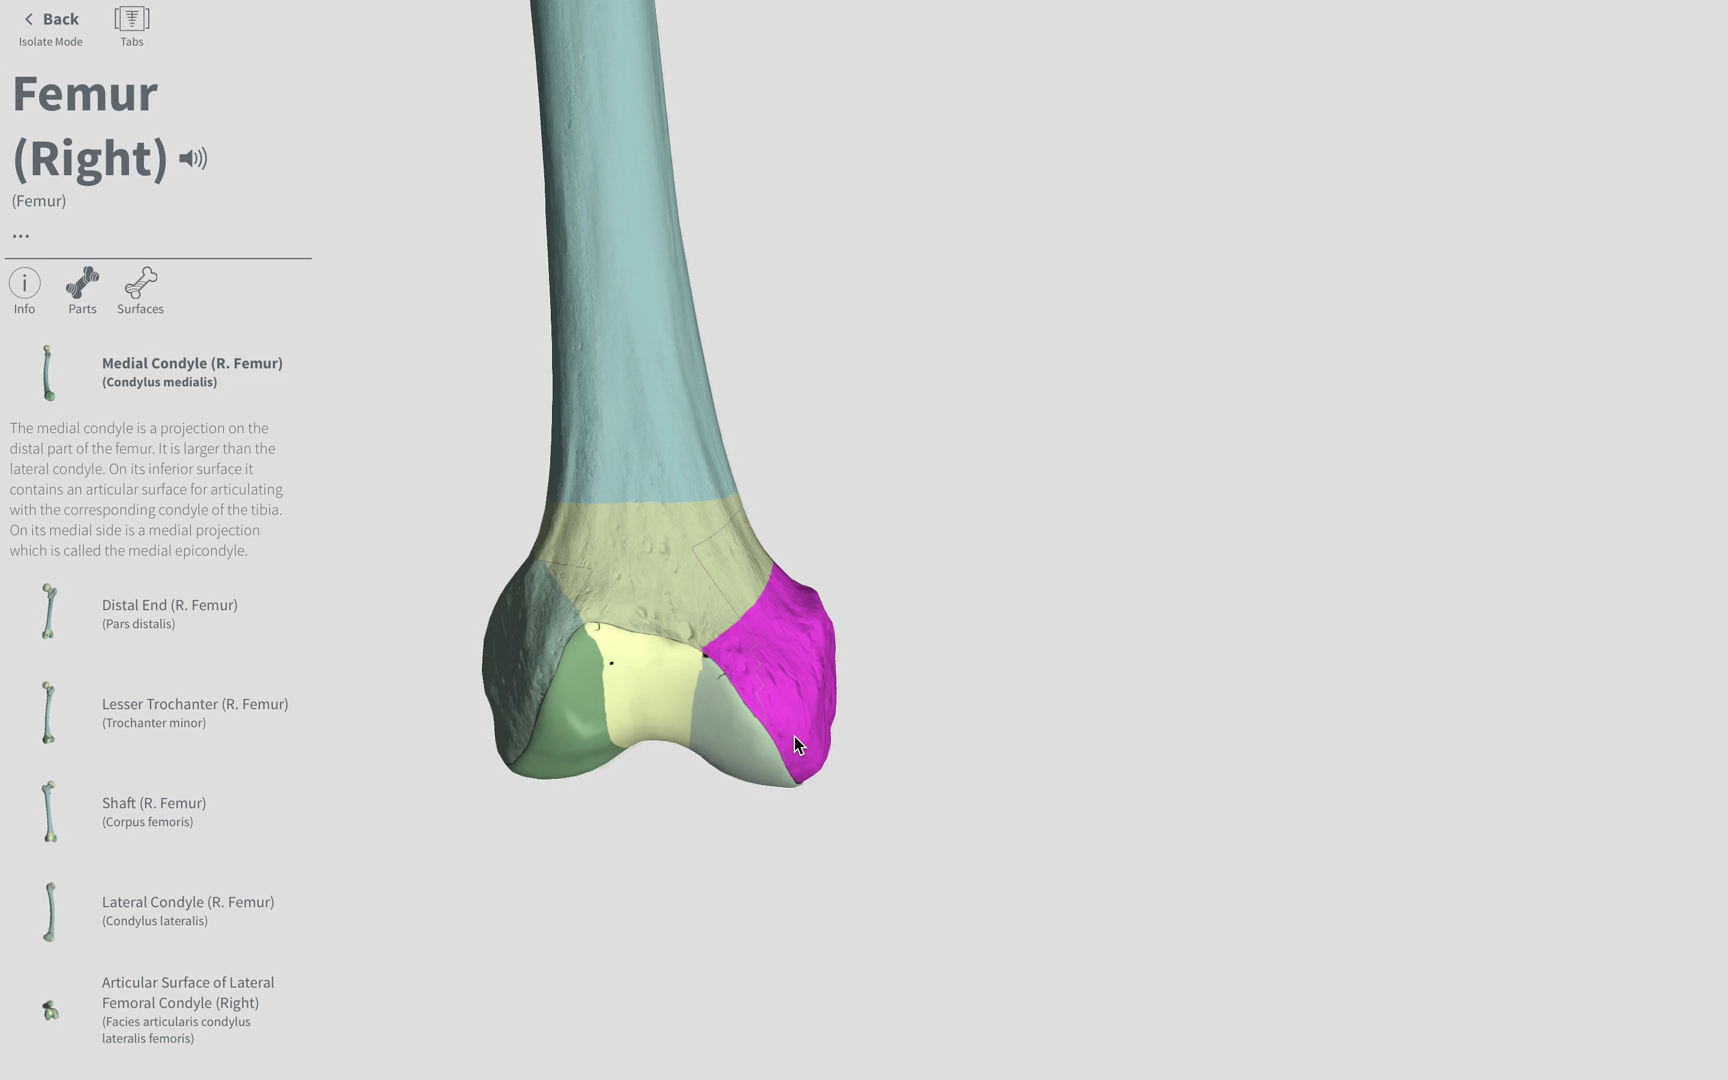 Back
Isolate Mode
Tabs
Femur
(Right)
(Femur)
...
Info
Parts
Surfaces
Medial Condyle (R. Femur)
(Condylus medialis)
The medial condyle is a projection on the
distal part of the femur. It is larger than the
lateral condyle. On its inferior surface it
contains an articular surface for articulating
with the corresponding condyle of the tibia.
On its medial side is a medial projection
which is called the medial epicondyle.
Distal End (R. Femur)
(Pars distalis)
Lesser Trochanter (R. Femur)
(Trochanter minor)
Shaft (R. Femur)
(Corpus femoris)
Lateral Condyle (R. Femur)
(Condylus lateralis)
Articular Surface of Lateral
Femoral Condyle (Right)
(Facies articularis condylus
lateralis femoris)